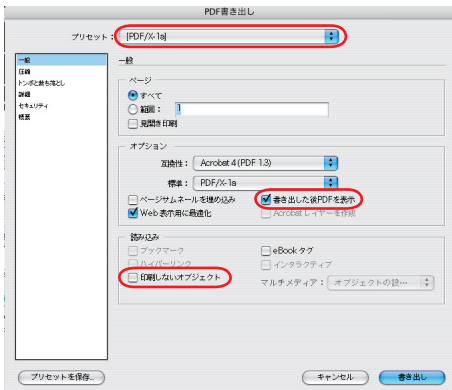 PDF書き出し
プリセット： [PDF/X-1a]
一般
圧縮
トンボと裁ち落とし
詳細
セキュリティ
概要
一般
ページ
すべて
範囲： 1
見開き印刷
オプション
互換性： Acrobat 4 (PDF 1.3)
標準： PDF/X-1a
ページサムネールを埋め込み 書き出した後PDFを表示
Web 表示用に最適化 Acrobat レイヤーを作成
読み込み
ブックマーク eBook タグ
ハイパーリンク インタラクティブ
印刷しないオブジェクト マルチメディア： オブジェクトの設…
プリセットを保存... キャンセル 書き出し